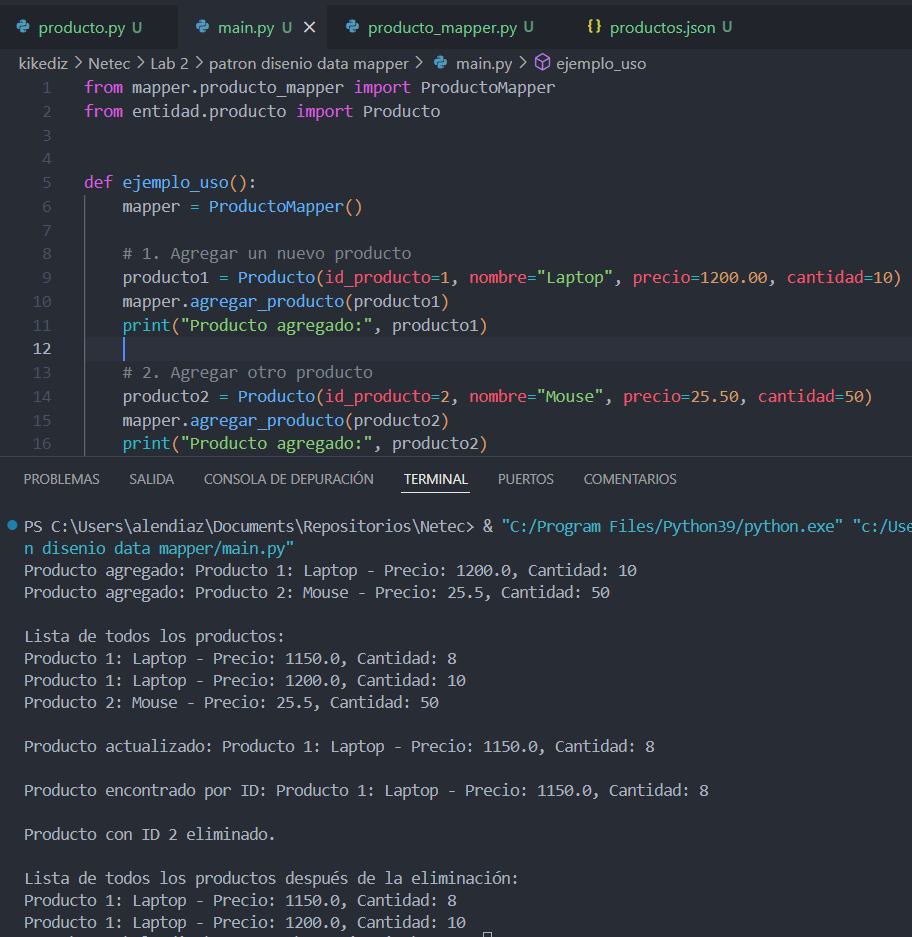 producto.py U main.py U producto_mapper.py U {} productos.json U
kikediz > Netec > Lab 2 > patron disenio data mapper > main.py > ejemplo_uso
1 from mapper.producto_mapper import ProductoMapper
2 from entidad.producto import Producto
3
4
5 def ejemplo_uso():
6 mapper = ProductoMapper()
7
8 # 1. Agregar un nuevo producto
9 producto1 = Producto(id_producto=1, nombre="Laptop", precio=1200.00, cantidad=10)
10 mapper.agregar_producto(producto1)
11 print("Producto agregado:", producto1)
12
13 # 2. Agregar otro producto
14 producto2 = Producto(id_producto=2, nombre="Mouse", precio=25.50, cantidad=50)
15 mapper.agregar_producto(producto2)
16 print("Producto agregado:", producto2)
PROBLEMAS SALIDA CONSOLA DE DEPURACIÓN TERMINAL PUERTOS COMENTARIOS
PS C:\Users\alendiaz\Documents\Repositorios\Netec> & "C:/Program Files/Python39/python.exe" "c:/Use
n disenio data mapper/main.py"
Producto agregado: Producto 1: Laptop - Precio: 1200.0, Cantidad: 10
Producto agregado: Producto 2: Mouse - Precio: 25.5, Cantidad: 50
Lista de todos los productos:
Producto 1: Laptop - Precio: 1150.0, Cantidad: 8
Producto 1: Laptop - Precio: 1200.0, Cantidad: 10
Producto 2: Mouse - Precio: 25.5, Cantidad: 50
Producto actualizado: Producto 1: Laptop - Precio: 1150.0, Cantidad: 8
Producto encontrado por ID: Producto 1: Laptop - Precio: 1150.0, Cantidad: 8
Producto con ID 2 eliminado.
Lista de todos los productos después de la eliminación:
Producto 1: Laptop - Precio: 1150.0, Cantidad: 8
Producto 1: Laptop - Precio: 1200.0, Cantidad: 10